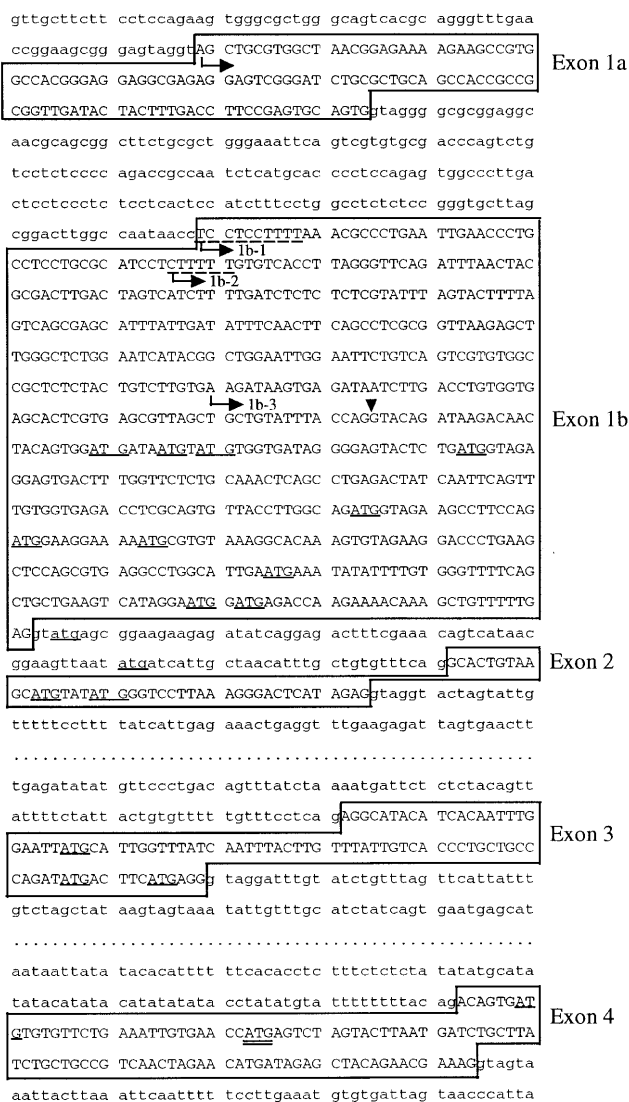 gttgcttctt cctccagaag tgggcgctgg gcagtcacgc agggtttgaa
ccggaagcgg gagtaggtAG CTGCGTGGCT AACGGAGAAA AGAAGCCGTG
Exon 1a
GCCACGGGAG GAGGCGAGAG GAGTCGGGAT CTGCGCTGCA GCCACCGCCG
CGGTTGATAC TACTTTGACC TTCCGAGTGC AGTGgtaggg gcgcggaggc
aacgcagcgg cttctgcgct gggaaattca gtcgtgtgcg acccagtctg
tcctctcccc agaccgccaa tctcatgcac ccctccagag tggcccttga
ctcctccctc tcctcactcc atctttcctg gcctctctcc gggtgcttag
cggacttggc caataaccTC CTCCTTTTAA ACGCCCTGAA TTGAACCCTG
1b-1
CCTCCTGCGC ATCCTCTTTT TGTGTCACCT TAGGGTTCAG ATTTAACTAC
1b-2
GCGACTTGAC TAGTCATCTT TTGATCTCTC TCTCGTATTT AGTACTTTTA
GTCAGCGAGC ATTTATTGAT ATTTCAACTT CAGCCTCGCG GTTAAGAGCT
TGGGCTCTGG AATCATACGG CTGGAATTGG AATTCTGTCA GTCGTGTGGC
CGCTCTCTAC TGTCTTGTGA AGATAAGTGA GATAATCTTG ACCTGTGGTG
1b-3
AGCACTCGTG AGCGTTAGCT GCTGTATTTA CCAGGTACAG ATAAGACAAC
Exon 1b
TACAGTGGAT GATAATGTAT GTGGTGATAG GGGAGTACTC TGATGGTAGA
GGAGTGACTT TGGTTCTCTG CAAACTCAGC CTGAGACTAT CAATTCAGTT
TGTGGTGAGA CCTCGCAGTG TTACCTTGGC AGATGGTAGA AGCCTTCCAG
ATGGAAGGAA AATGCGTGTA AAGGCACAAA GTGTAGAAGG ACCCTGAAG
CTCCAGCGTG AGGCCTGGCA TTGAATGAAA TATATTTTGT GGGTTTTCAG
CTGCTGAAGT CATAGGAATG GATGAGACCA AGAAAACAAA GCTGTTTTTG
AGgtatgagc ggaagaagag atatcaggag actttcgaaa cagtcataac
ggaagttaat atgatcattg ctaacatttg ctgtgtttca gGCACTGTAA
Exon 2
GCATGTATAT GGGTCCTTAA AGGGACTCAT AGAGgtaggt actagtattg
tttttccttt tatcattgag aaactgaggt ttgaagagat tagtgaactt
..................................................
tgagatatat gttccctgac agtttatcta aaatgattct ctctacagtt
attttctatt actgtgtttt tgtttcctca gAGGCATACA TCACAATTTG
Exon 3
GAATTATGCA TTGGTTTATC AATTTACTTG TTTATTGTCA CCCTGCTGCC
CAGATATGAC TTCATGAGGg taggatttgt atctgtttag ttcattattt
gtctagctat aagtagtaaa tattgtttgc atctatcagt gaatgagcat
..................................................
aataattata tacacatttt ttcacacctc tttctctcta tatatgcata
tatacatata catatatata cctatatgta tttttttttac agACAGTGAT
GTGTGTTCTG AAATTGTGAA CCATGAGTCT AGTACTTAAT GATCTGCTTA
Exon 4
TCTGCTGCCG TCAACTAGAA CATGATAGAG CTACAGAACG AAAGgtagta
aattacttaa attcaatttt tccttgaaat gtgtgattag taacccatta